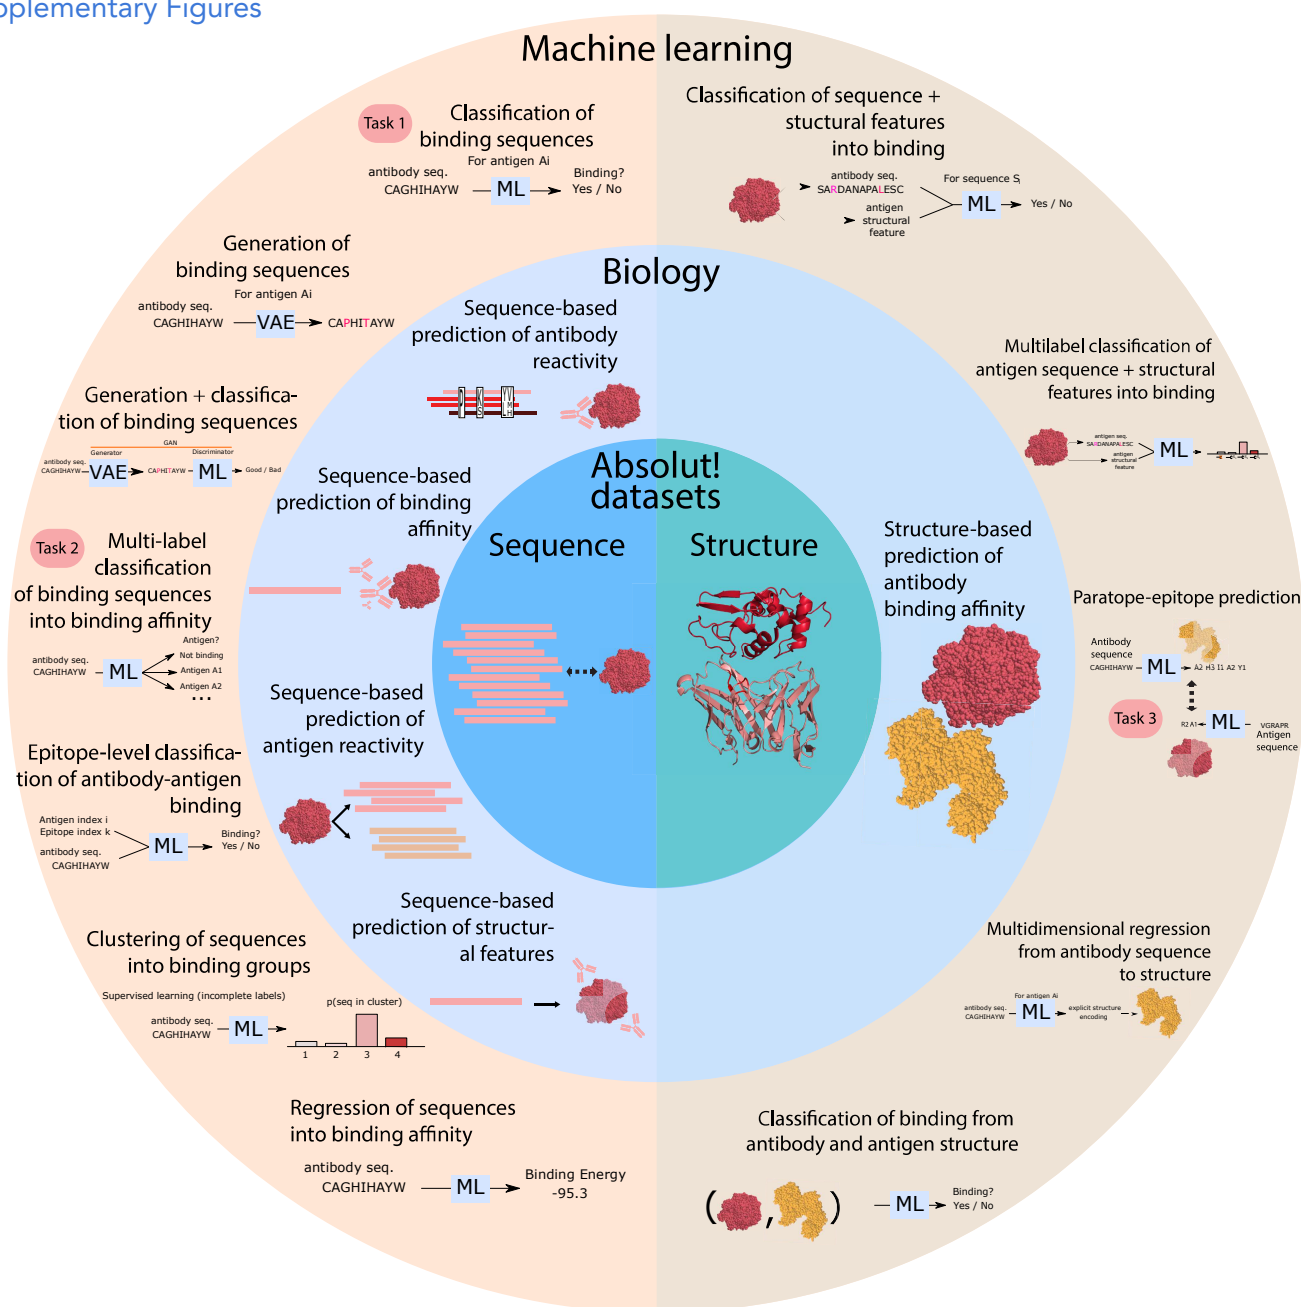 pplementary Figures
Machine learning
Task 1
Classification of
binding sequences
For antigen Ai
antibody seq.
CAGHIHAYW
ML
Binding?
Yes / No
Classification of sequence +
stuctural features
into binding
antibody seq.
SARDANAPALESC
antigen
structural
feature
For sequence Si
ML
Yes / No
Generation of
binding sequences
For antigen Ai
antibody seq.
CAGHIHAYW
VAE
CAPHITAYW
Generation + classifica-
tion of binding sequences
GAN
Generator
Discriminator
antibody seq.
CAGHIHAYW
VAE
CAPHITAYW
ML
Good / Bad
Task 2
Multi-label
classification
of binding sequences
into binding affinity
antibody seq.
CAGHIHAYW
ML
Antigen?
Not binding
Antigen A1
Antigen A2
...
Epitope-level classifica-
tion of antibody-antigen
binding
Antigen index i
Epitope index k
antibody seq.
CAGHIHAYW
ML
Binding?
Yes / No
Clustering of sequences
into binding groups
Supervised learning (incomplete labels)
antibody seq.
CAGHIHAYW
ML
p(seq in cluster)
1 2 3 4
Regression of sequences
into binding affinity
antibody seq.
CAGHIHAYW
ML
Binding Energy
-95.3
Biology
Sequence-based
prediction of antibody
reactivity
Sequence-based
prediction of binding
affinity
Sequence-based
prediction of
antigen reactivity
Sequence-based
prediction of structur-
al features
Absolut!
datasets
Sequence
Structure
Structure-based
prediction of
antibody
binding affinity
Multilabel classification of
antigen sequence + structural
features into binding
antigen seq.
SARDANAPALESC
antigen
structural
feature
ML
Paratope-epitope prediction
Antibody
sequence
CAGHIHAYW
ML
A2 H3 I1 A2 Y1
Task 3
R2 A1
ML
VGRAPR
Antigen
sequence
Multidimensional regression
from antibody sequence
to structure
For antigen Ai
antibody seq.
CAGHIHAYW
ML
explicit structure
encoding
Classification of binding from
antibody and antigen structure
( , )
ML
Binding?
Yes / No